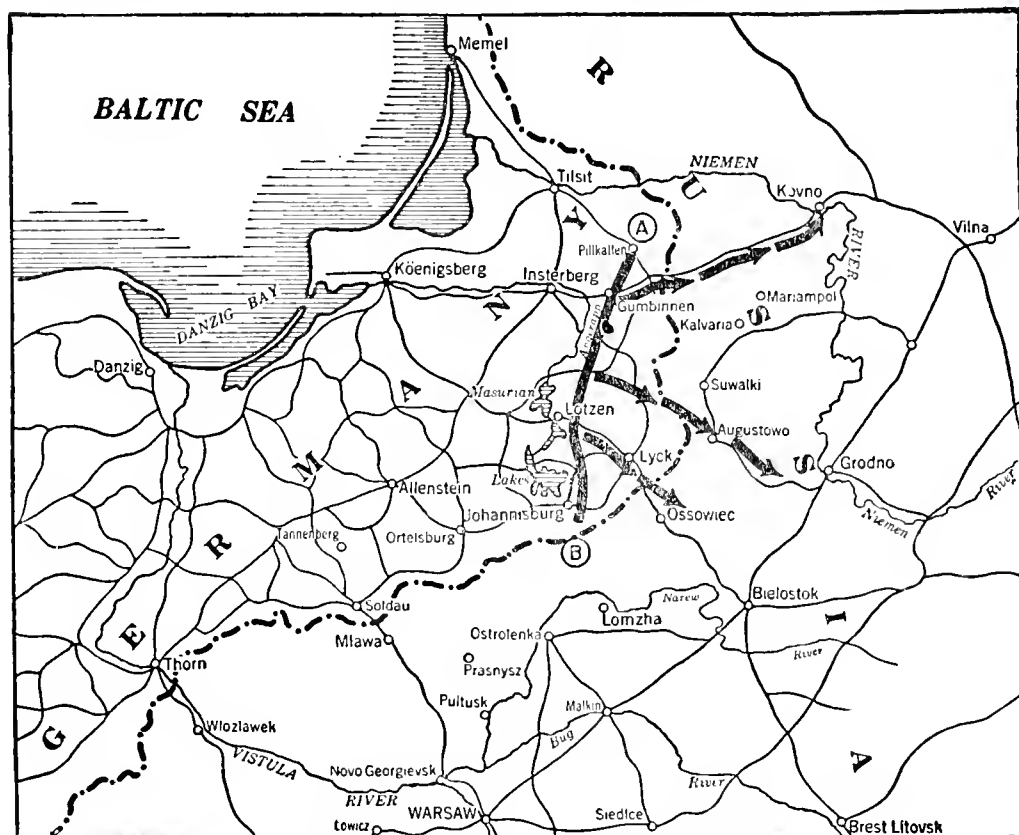 Memel
BALTIC SEA
R
NIEMEN
Tilsit
U
Kovno
Y
A
Pillkallen
RIVER
Vilna
Köenigsberg
Insterberg
N
Gumbinnen
Mariampol
S
Kalvaria
DANZIG BAY
Danzig
A
Masurian
Suwalki
Lotzen
Augustowo
M
Lyck
S
Grodno
Lakes
River
Allenstein
Johannisburg
Ossowiec
Niemen
Tannenberg
Ortelsburg
R
B
Soldau
Narew
Bielostok
Lomzha
I
E
Mlawa
Ostrolenka
River
Thorn
Prasnysz
Pultusk
Malkin
G
Wlozlawek
Bug
A
VISTULA
Novo Georgievsk
River
RIVER
WARSAW
Siedlce
Lowicz
Brest Litovsk